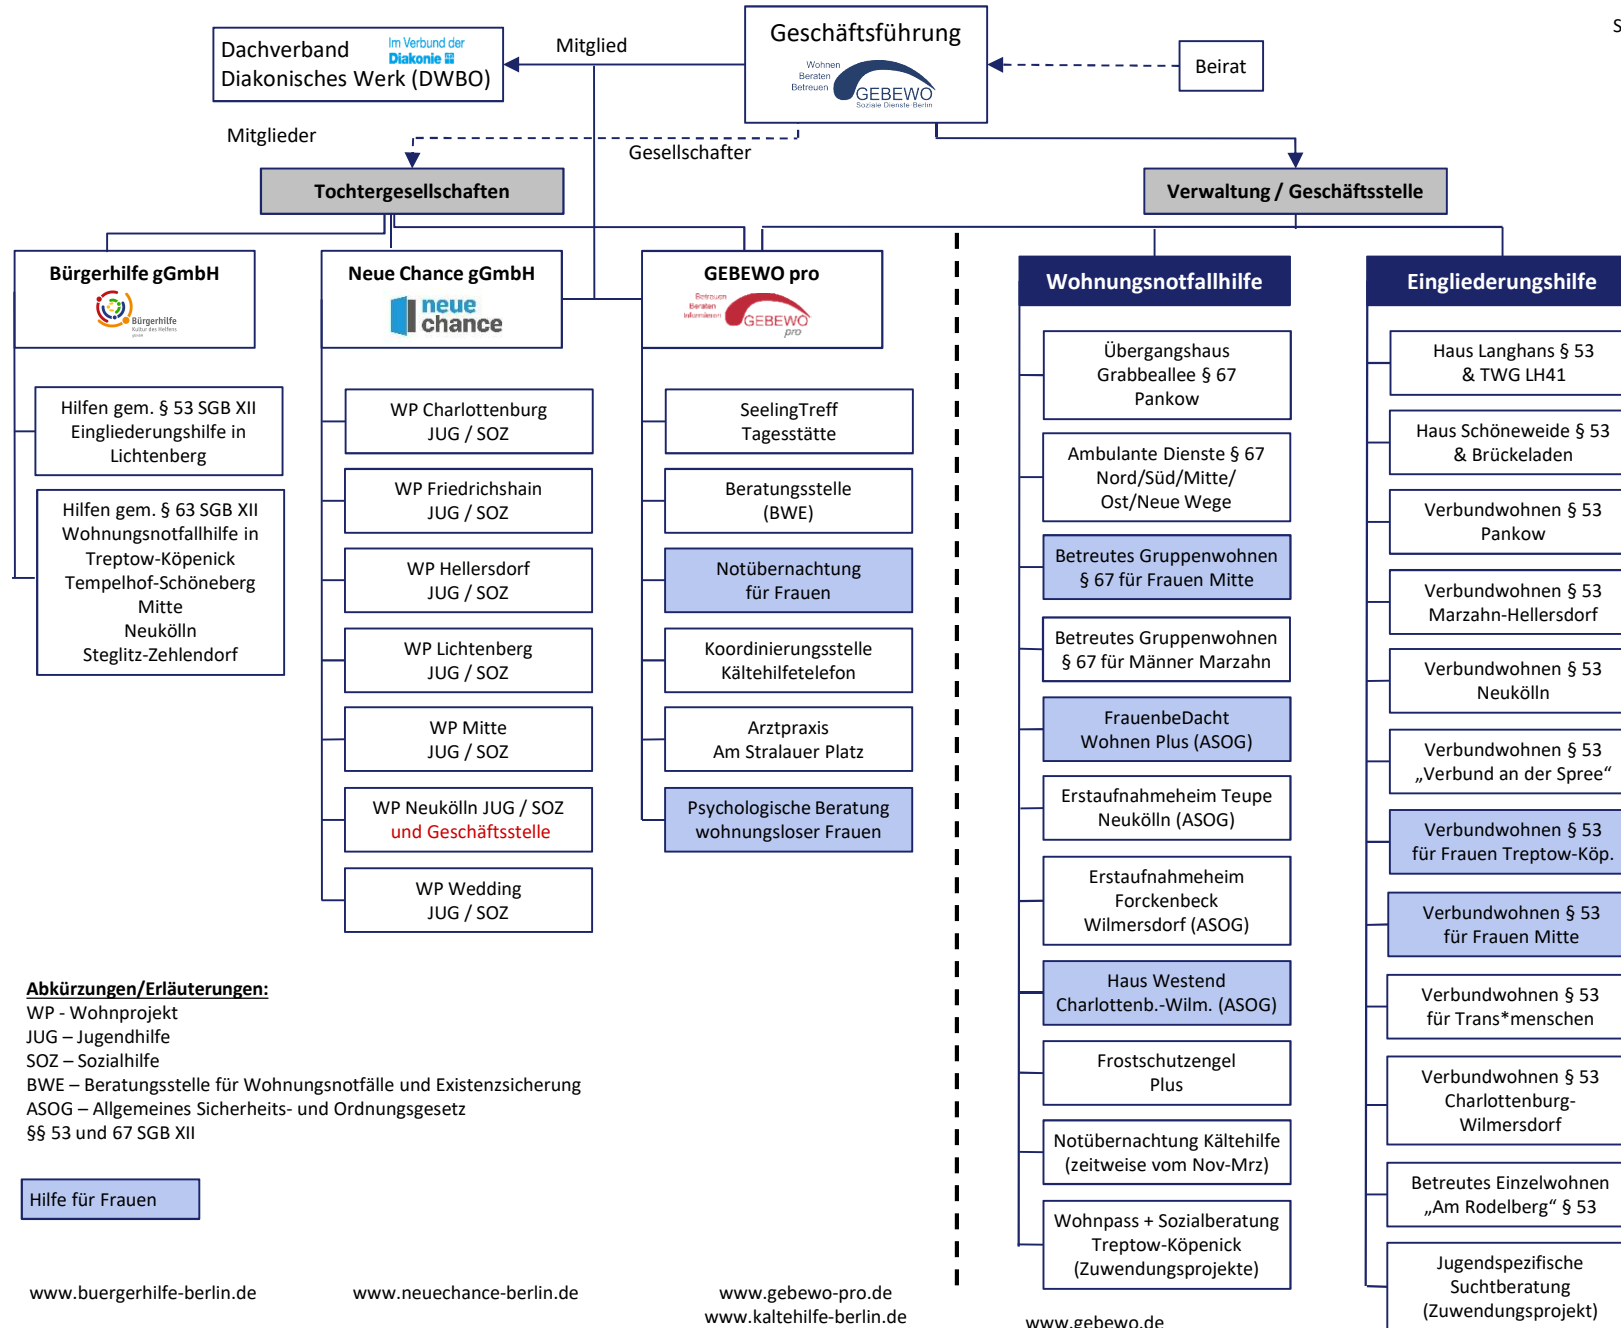 S
Geschäftsführung
Wohnen
Beraten
Betreuen
GEBEWO
Soziale Dienste Berlin
Dachverband
Im Verbund der
Diakonie
Diakonisches Werk (DWBO)
Mitglied
Beirat
Mitglieder
Gesellschafter
Tochtergesellschaften
Verwaltung / Geschäftsstelle
Bürgerhilfe gGmbH
Bürgerhilfe
Kultur des Helfens
Hilfen gem. § 53 SGB XII
Eingliederungshilfe in
Lichtenberg
Hilfen gem. § 63 SGB XII
Wohnungsnotfallhilfe in
Treptow-Köpenick
Tempelhof-Schöneberg
Mitte
Neukölln
Steglitz-Zehlendorf
Neue Chance gGmbH
neue
chance
WP Charlottenburg
JUG / SOZ
WP Friedrichshain
JUG / SOZ
WP Hellersdorf
JUG / SOZ
WP Lichtenberg
JUG / SOZ
WP Mitte
JUG / SOZ
WP Neukölln JUG / SOZ
und Geschäftsstelle
WP Wedding
JUG / SOZ
GEBEWO pro
Betreuen
Beraten
Informieren
GEBEWO
pro
SeelingTreff
Tagesstätte
Beratungsstelle
(BWE)
Notübernachtung
für Frauen
Koordinierungsstelle
Kältehilfetelefon
Arztpraxis
Am Stralauer Platz
Psychologische Beratung
wohnungsloser Frauen
Wohnungsnotfallhilfe
Übergangshaus
Grabbeallee § 67
Pankow
Ambulante Dienste § 67
Nord/Süd/Mitte/
Ost/Neue Wege
Betreutes Gruppenwohnen
§ 67 für Frauen Mitte
Betreutes Gruppenwohnen
§ 67 für Männer Marzahn
FrauenbeDacht
Wohnen Plus (ASOG)
Erstaufnahmeheim Teupe
Neukölln (ASOG)
Erstaufnahmeheim
Forckenbeck
Wilmersdorf (ASOG)
Haus Westend
Charlottenb.-Wilm. (ASOG)
Frostschutzengel
Plus
Notübernachtung Kältehilfe
(zeitweise vom Nov-Mrz)
Wohnpass + Sozialberatung
Treptow-Köpenick
(Zuwendungsprojekte)
Eingliederungshilfe
Haus Langhans § 53
& TWG LH41
Haus Schöneweide § 53
& Brückeladen
Verbundwohnen § 53
Pankow
Verbundwohnen § 53
Marzahn-Hellersdorf
Verbundwohnen § 53
Neukölln
Verbundwohnen § 53
„Verbund an der Spree“
Verbundwohnen § 53
für Frauen Treptow-Köp.
Verbundwohnen § 53
für Frauen Mitte
Verbundwohnen § 53
für Trans*menschen
Verbundwohnen § 53
Charlottenburg-
Wilmersdorf
Betreutes Einzelwohnen
„Am Rodelberg“ § 53
Jugendspezifische
Suchtberatung
(Zuwendungsprojekt)
Abkürzungen/Erläuterungen:
WP - Wohnprojekt
JUG – Jugendhilfe
SOZ – Sozialhilfe
BWE – Beratungsstelle für Wohnungsnotfälle und Existenzsicherung
ASOG – Allgemeines Sicherheits- und Ordnungsgesetz
§§ 53 und 67 SGB XII
Hilfe für Frauen
www.buergerhilfe-berlin.de
www.neuechance-berlin.de
www.gebewo-pro.de
www.kaltehilfe-berlin.de
www.gebewo.de